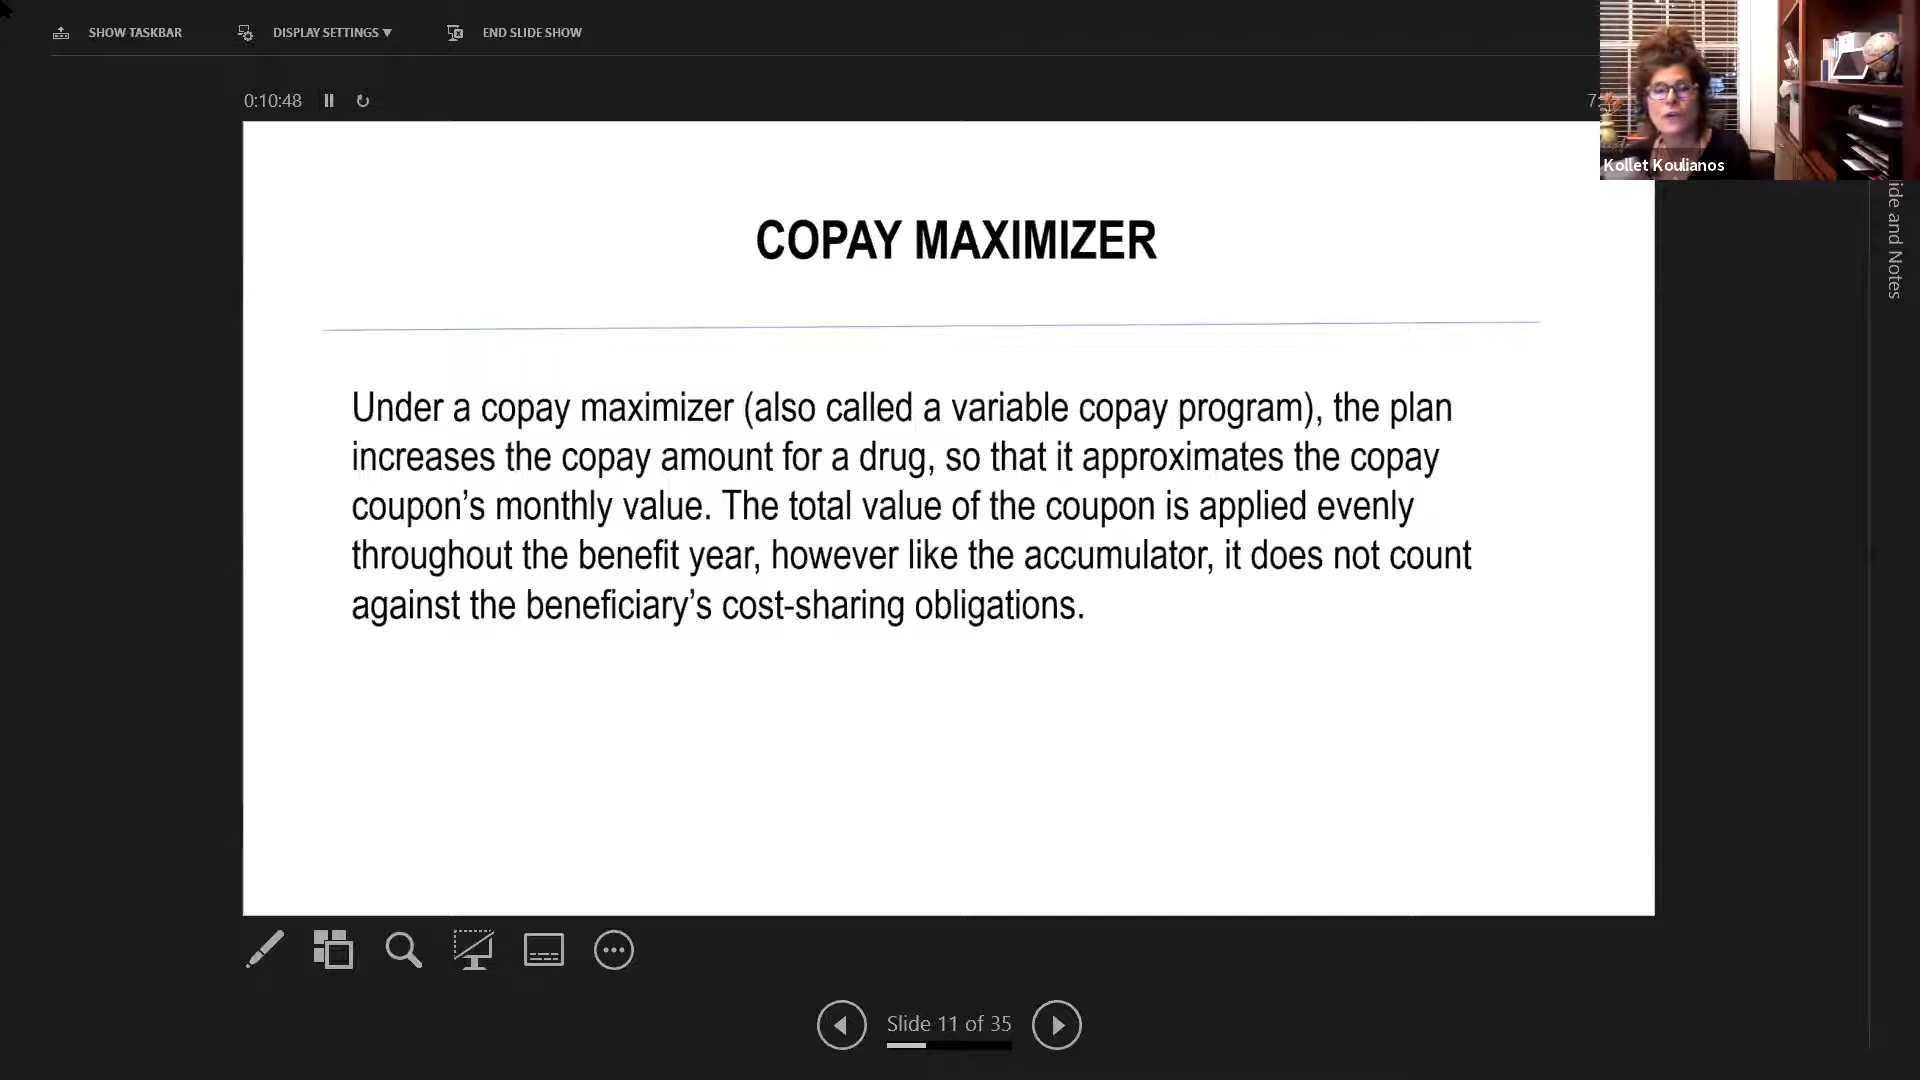 SHOW TASKBAR
DISPLAY SETTINGS ▼
END SLIDE SHOW
0:10:48
Kollet Koulianos
COPAY MAXIMIZER
Under a copay maximizer (also called a variable copay program), the plan
increases the copay amount for a drug, so that it approximates the copay
coupon’s monthly value. The total value of the coupon is applied evenly
throughout the benefit year, however like the accumulator, it does not count
against the beneficiary’s cost-sharing obligations.
and Notes
Slide 11 of 35